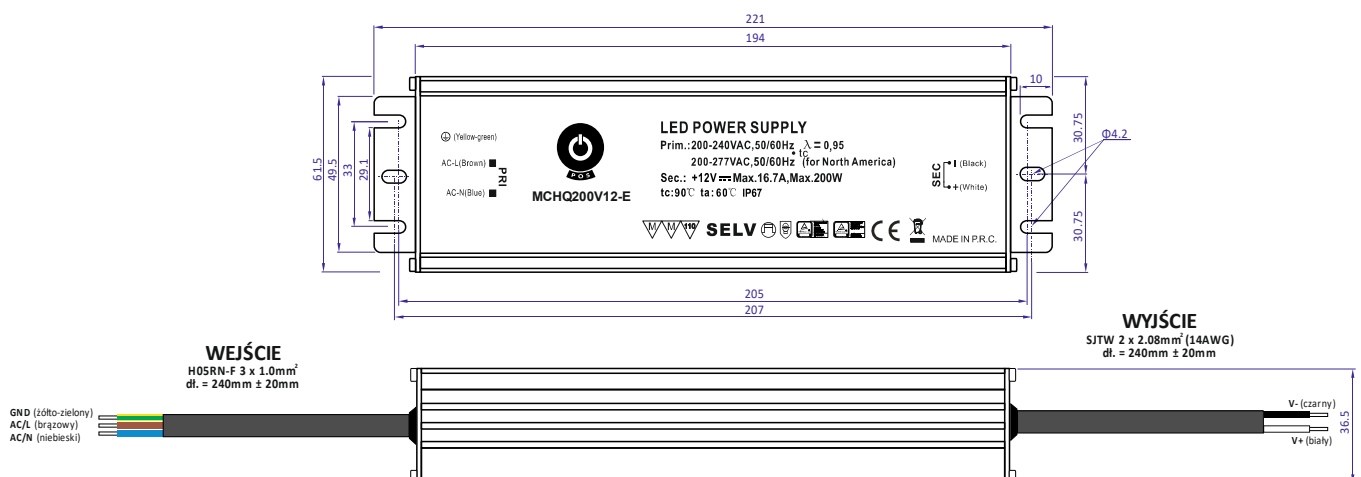 221
194
10
61.5
49.5
33
29.1
(Yellow-green)
AC-L(Brown)
AC-N(Blue)
PRI
POS
MCHQ200V12-E
LED POWER SUPPLY
Prim.:200-240VAC,50/60Hz λ = 0,95
tc
200-277VAC,50/60Hz (for North America)
Sec.: +12V Max.16.7A,Max.200W
tc:90℃ ta:60℃ IP67
M M 110 SELV CE MADE IN P.R.C.
SEC
- (Black)
+ (White)
30.75
Φ4.2
30.75
205
207
WEJŚCIE
H05RN-F 3 x 1.0mm²
dł. = 240mm ± 20mm
WYJŚCIE
SJTW 2 x 2.08mm² (14AWG)
dł. = 240mm ± 20mm
GND (żółto-zielony)
AC/L (brązowy)
AC/N (niebieski)
V- (czarny)
V+ (biały)
36.5